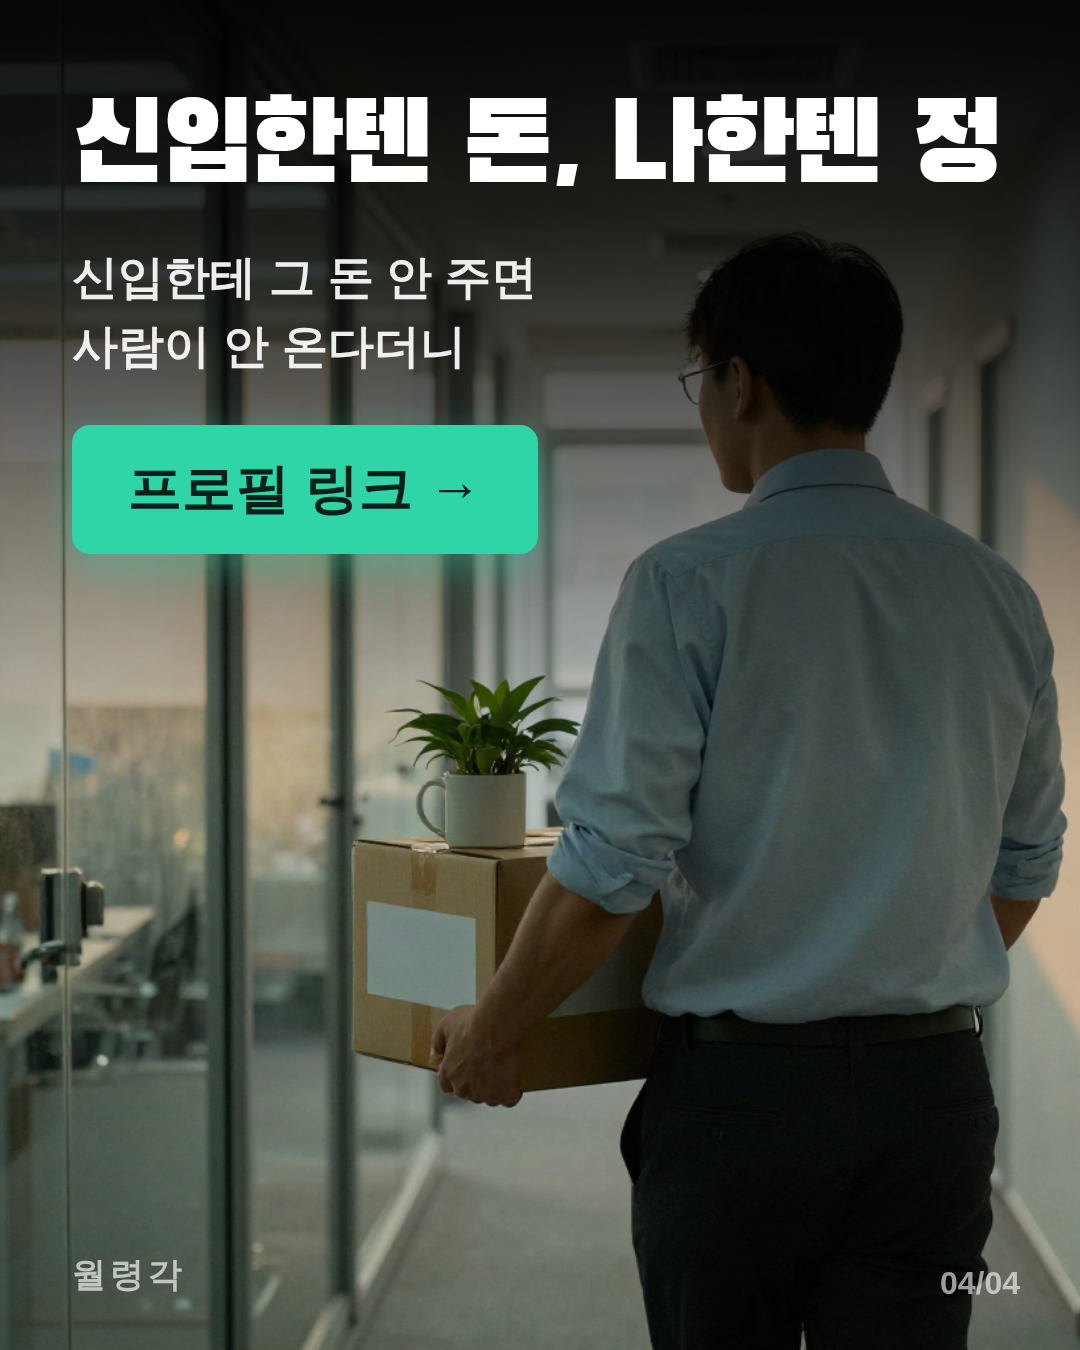 신입한텐 돈, 나한텐 정
신입한테 그 돈 안 주면
사람이 안 온다더니
프로필 링크 →
월령각
04/04